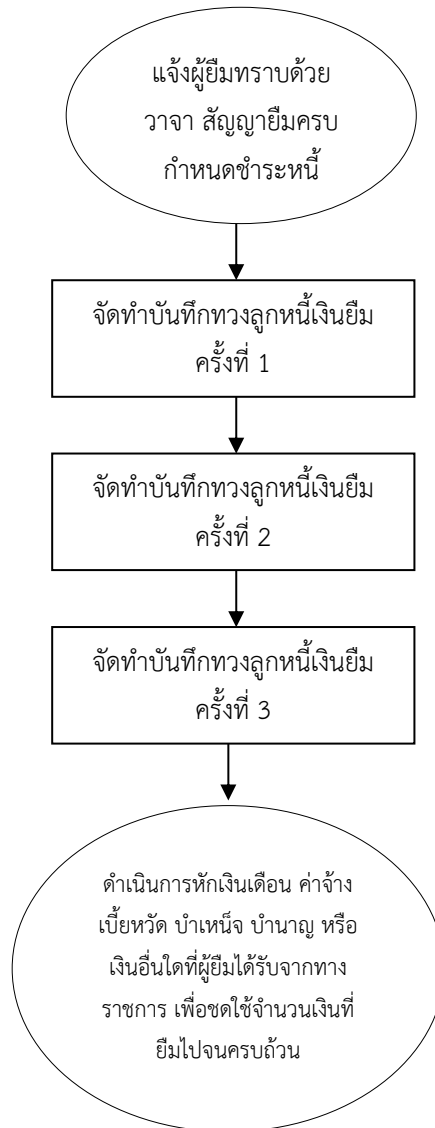 แจ้งผู้ยืมทราบด้วย
วาจา สัญญายืมครบ
กำหนดชำระหนี้
จัดทำบันทึกทวงลูกหนี้เงินยืม
ครั้งที่ 1
จัดทำบันทึกทวงลูกหนี้เงินยืม
ครั้งที่ 2
จัดทำบันทึกทวงลูกหนี้เงินยืม
ครั้งที่ 3
ดำเนินการหักเงินเดือน ค่าจ้าง
เบี้ยหวัด บำเหน็จ บำนาญ หรือ
เงินอื่นใดที่ผู้ยืมได้รับจากทาง
ราชการ เพื่อชดใช้จำนวนเงินที่
ยืมไปจนครบถ้วน